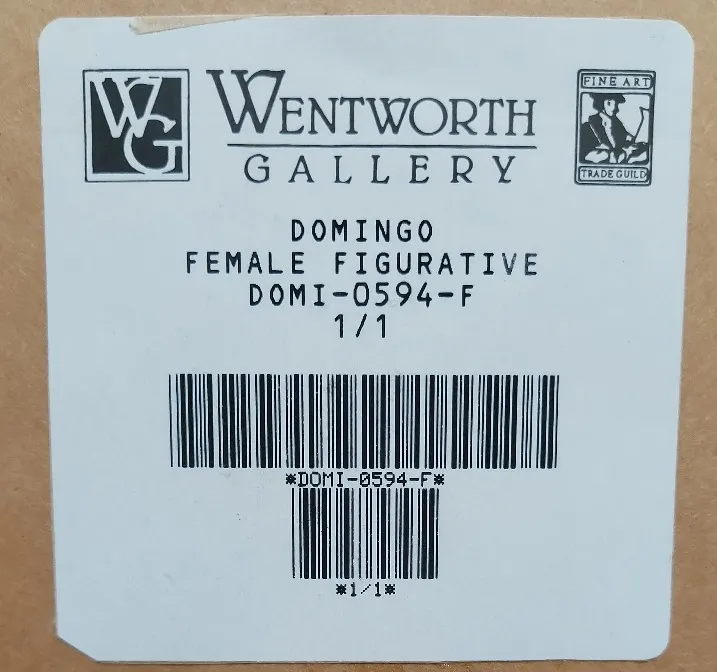 WG
WENTWORTH
GALLERY
FINE ART
TRADE GUILD
DOMINGO
FEMALE FIGURATIVE
DOMI-0594-F
1/1
*DOMI-0594-F*
*1/1*